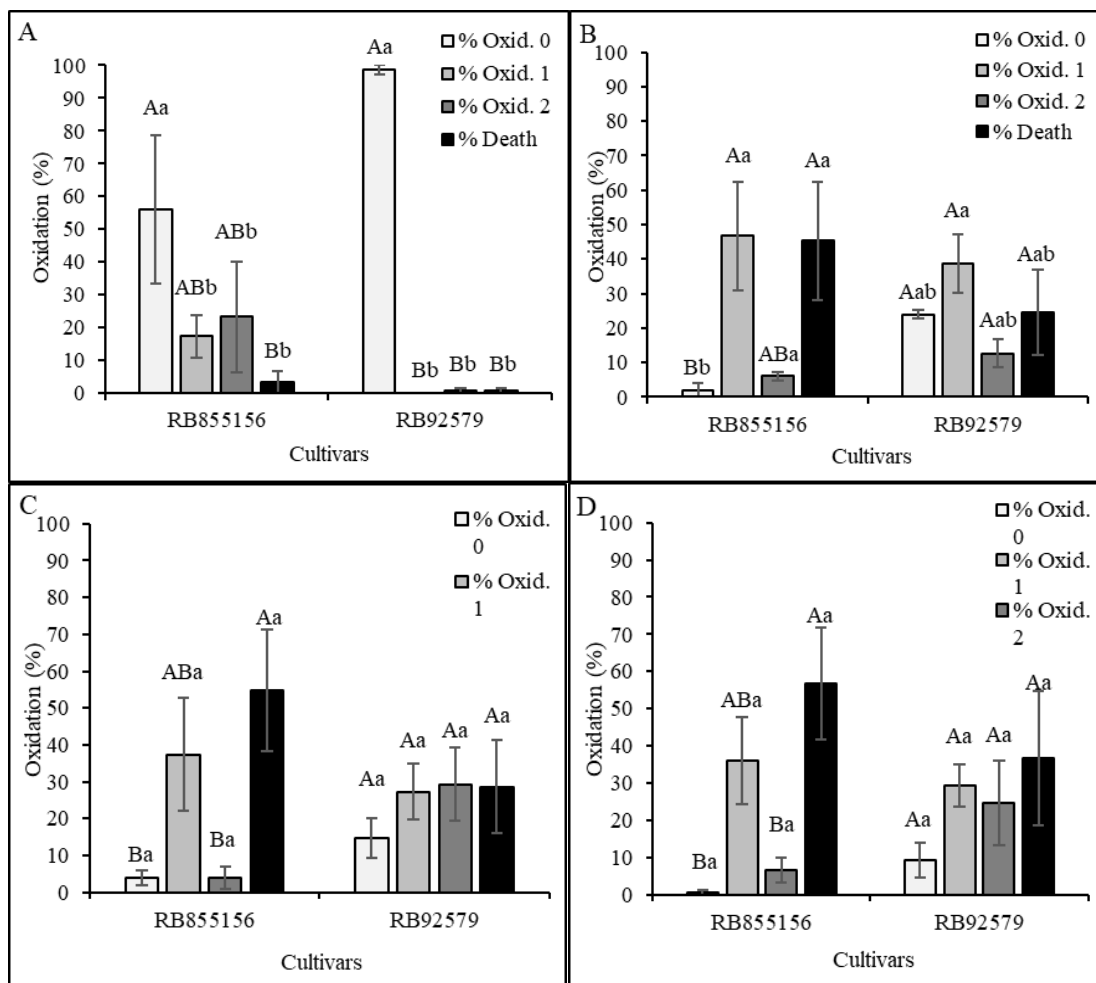 A
% Oxid. 0
% Oxid. 1
% Oxid. 2
% Death
Oxidation (%)
100
90
80
70
60
50
40
30
20
10
0
Aa
ABb
ABb
Bb
Aa
Bb
Bb
Bb
RB855156
RB92579
Cultivars
B
% Oxid. 0
% Oxid. 1
% Oxid. 2
% Death
Oxidation (%)
100
90
80
70
60
50
40
30
20
10
0
Bb
Aa
ABa
Aa
Aab
Aa
Aab
Aab
RB855156
RB92579
Cultivars
C
% Oxid.
0
% Oxid.
1
Oxidation (%)
100
90
80
70
60
50
40
30
20
10
0
Ba
ABa
Ba
Aa
Aa
Aa
Aa
Aa
RB855156
RB92579
Cultivars
D
% Oxid.
0
% Oxid.
1
% Oxid.
2
Oxidation (%)
100
90
80
70
60
50
40
30
20
10
0
Ba
ABa
Ba
Aa
Aa
Aa
Aa
Aa
RB855156
RB92579
Cultivars